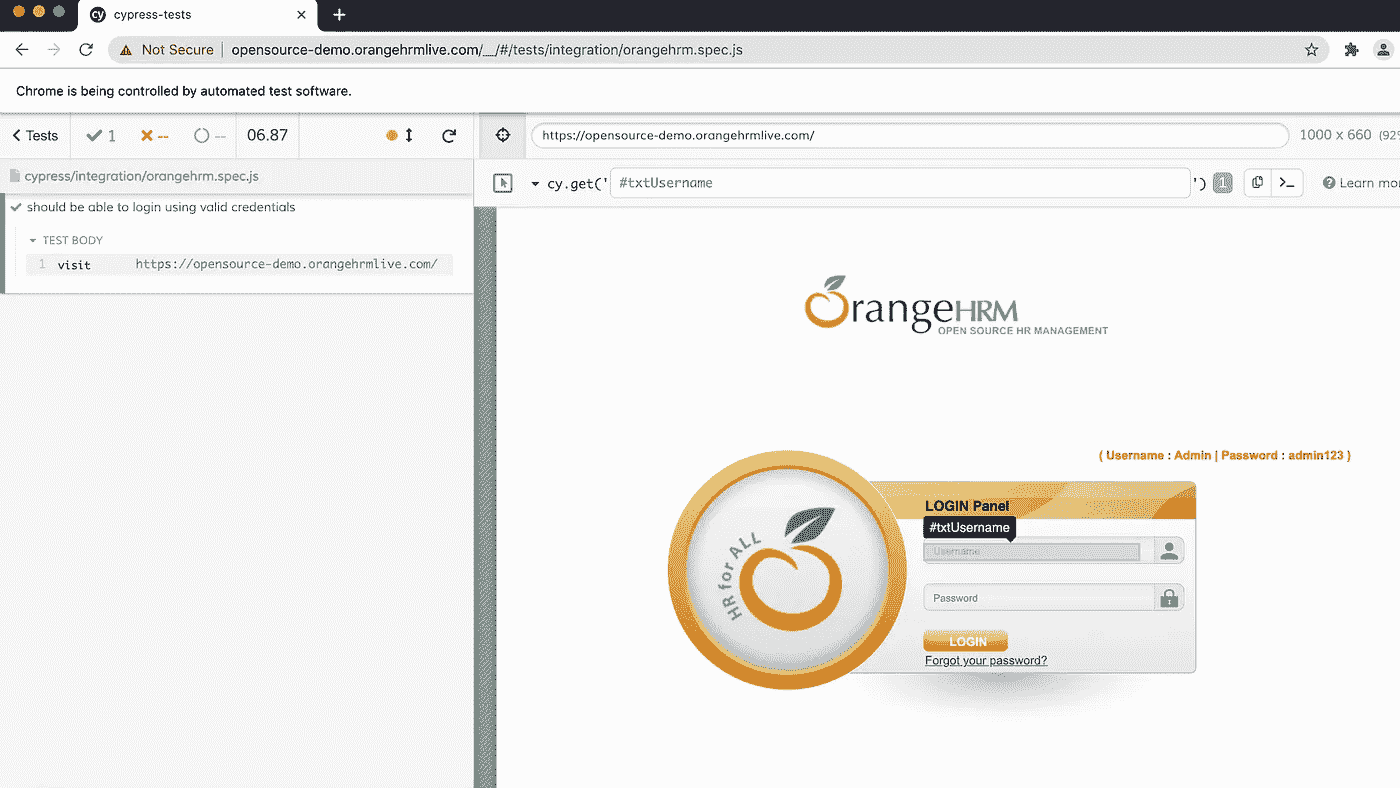 cy cypress-tests
Not Secure opensource-demo.orangehrmlive.com/__/#/tests/integration/orangehrm.spec.js
Chrome is being controlled by automated test software.
Tests 1 -- -- 06.87
https://opensource-demo.orangehrmlive.com/ 1000 x 660 (92%
cypress/integration/orangehrm.spec.js
cy.get('#txtUsername') 1 Learn mor
should be able to login using valid credentials
TEST BODY
1 visit https://opensource-demo.orangehrmlive.com/
OrangeHRM
OPEN SOURCE HR MANAGEMENT
( Username : Admin | Password : admin123 )
HR for ALL
LOGIN Panel
#txtUsername
Username
Password
LOGIN
Forgot your password?